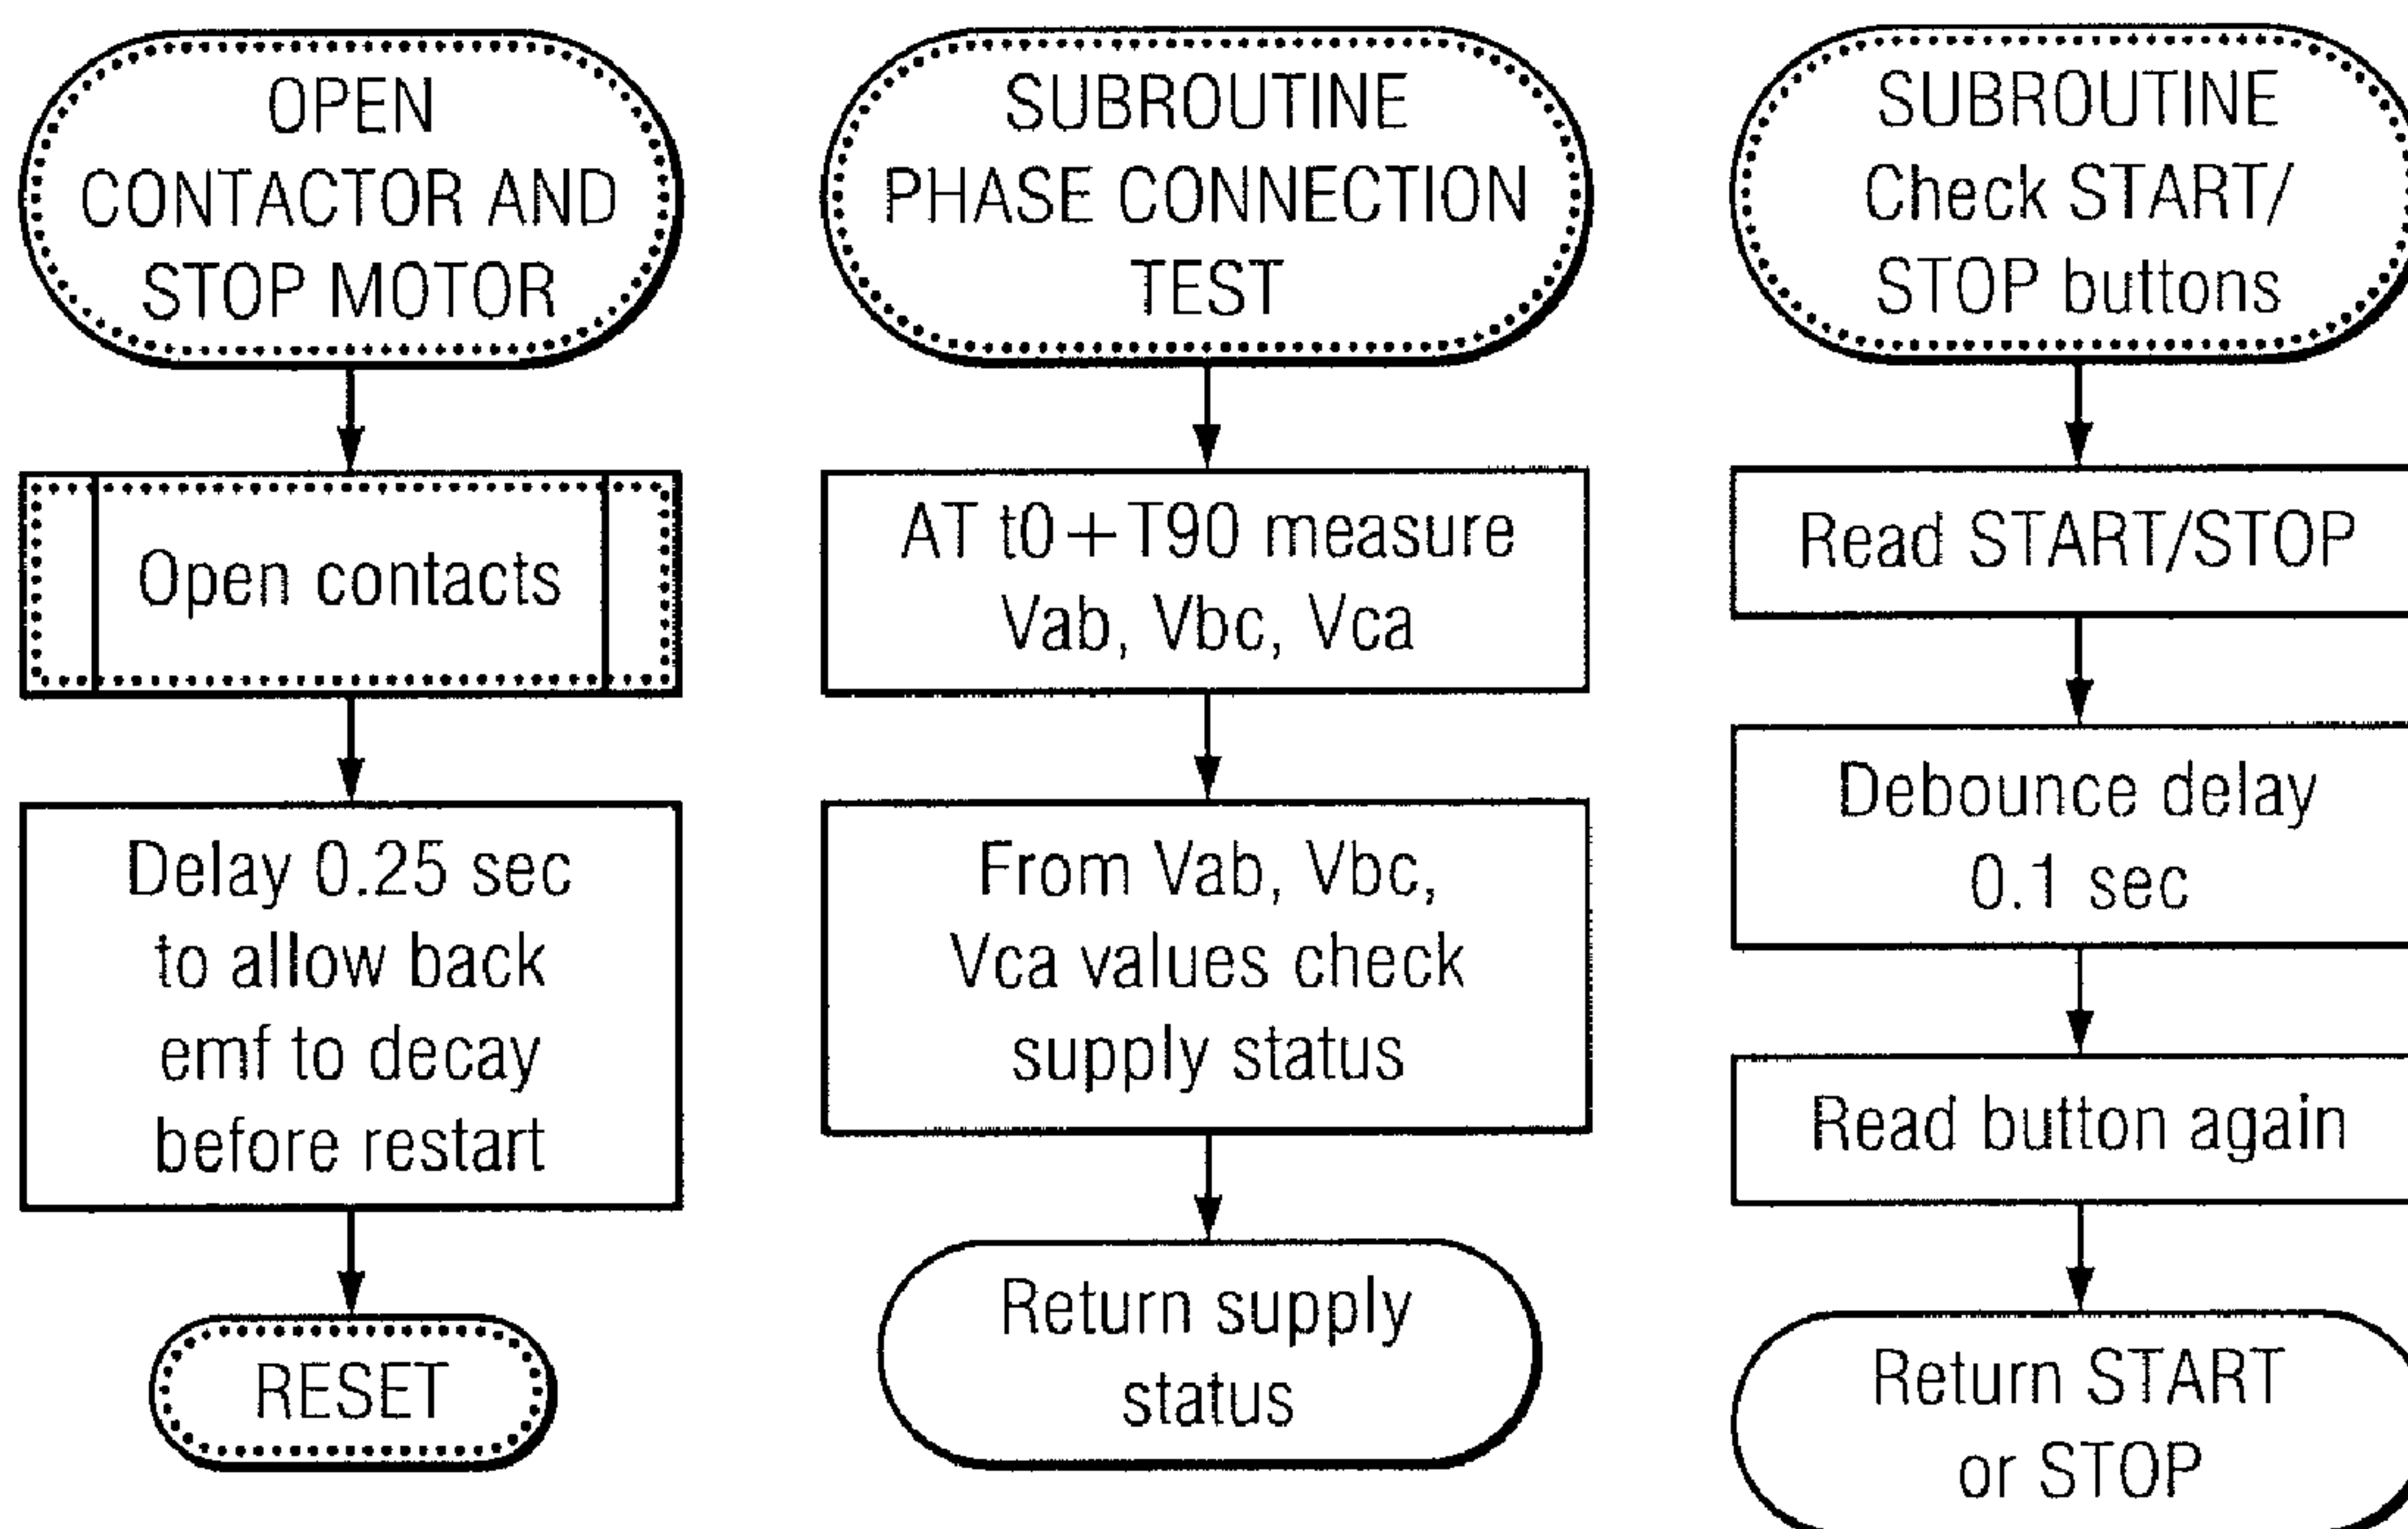 OPEN
CONTACTOR AND
STOP MOTOR
Open contacts
Delay 0.25 sec
to allow back
emf to decay
before restart
RESET
SUBROUTINE
PHASE CONNECTION
TEST
AT t0+T90 measure
Vab, Vbc, Vca
From Vab, Vbc,
Vca values check
supply status
Return supply
status
SUBROUTINE
Check START/
STOP buttons
Read START/STOP
Debounce delay
0.1 sec
Read button again
Return START
or STOP